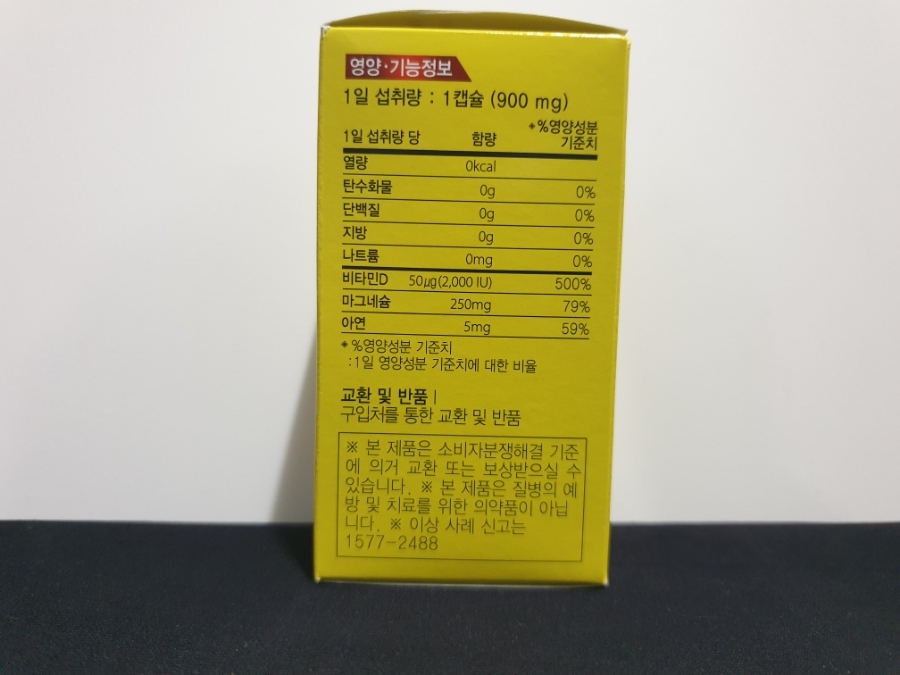 영양·기능정보
1일 섭취량 : 1캡슐 (900 mg)
1일 섭취량 당 함량 *%영양성분 기준치
열량 0kcal
탄수화물 0g 0%
단백질 0g 0%
지방 0g 0%
나트륨 0mg 0%
비타민D 50µg(2,000 IU) 500%
마그네슘 250mg 79%
아연 5mg 59%
* %영양성분 기준치
:1일 영양성분 기준치에 대한 비율
교환 및 반품 |
구입처를 통한 교환 및 반품
※ 본 제품은 소비자분쟁해결 기준
에 의거 교환 또는 보상받으실 수
있습니다. ※ 본 제품은 질병의 예
방 및 치료를 위한 의약품이 아닙
니다. ※ 이상 사례 신고는
1577-2488